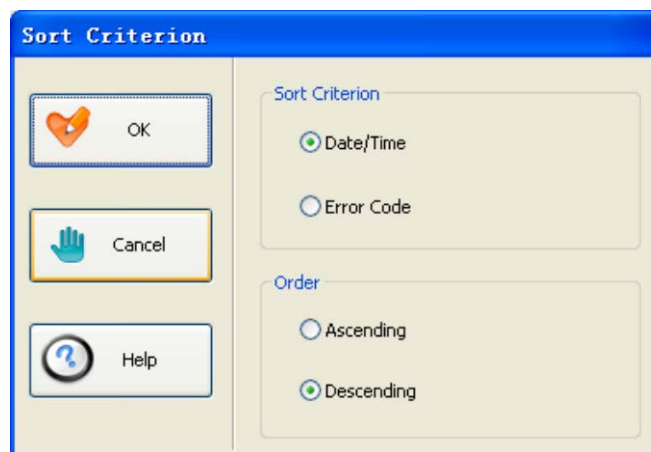 Sort Criterion
OK
Cancel
Help
Sort Criterion
Date/Time
Error Code
Order
Ascending
Descending